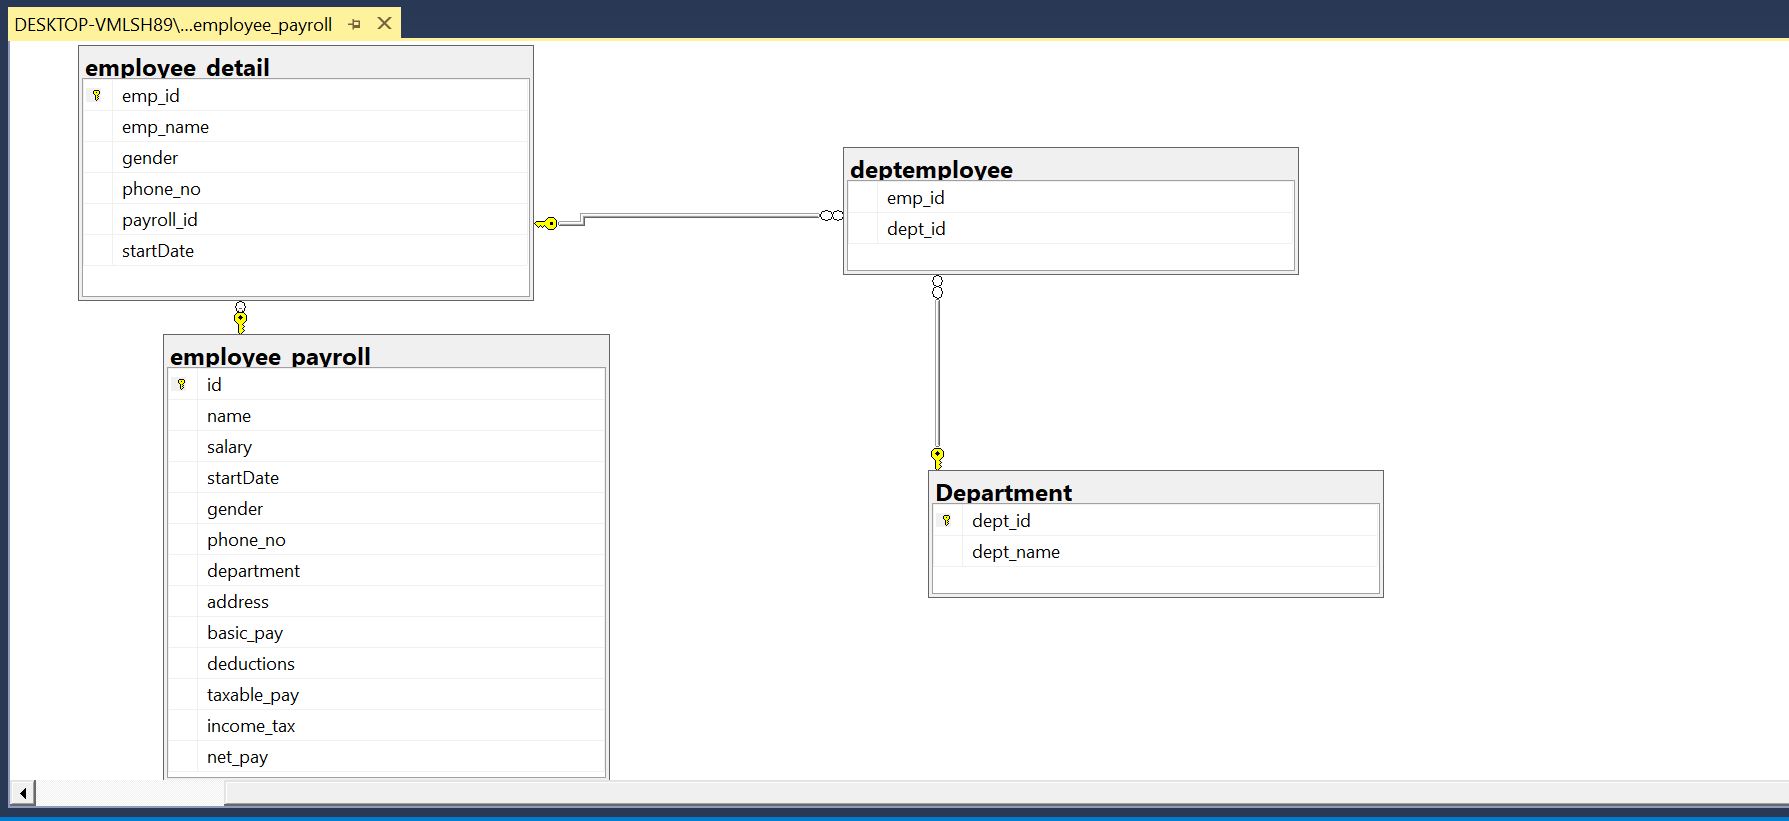 DESKTOP-VMLSH89\...employee_payroll
employee_detail
emp_id
emp_name
gender
phone_no
payroll_id
startDate
deptemployee
emp_id
dept_id
employee_payroll
id
name
salary
startDate
gender
phone_no
department
address
basic_pay
deductions
taxable_pay
income_tax
net_pay
Department
dept_id
dept_name